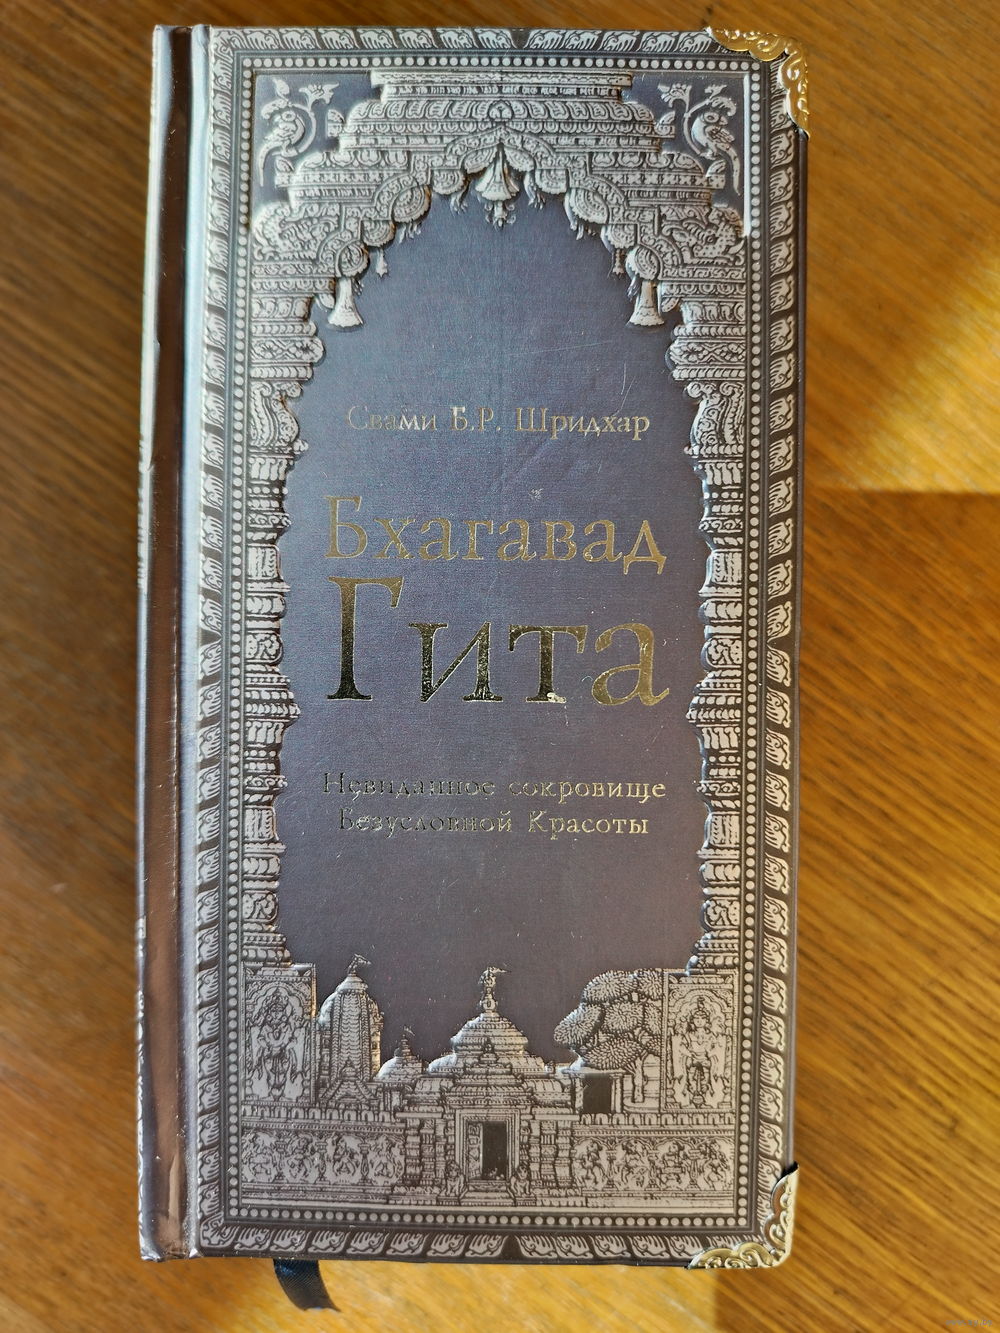 Свами Б.Р. Шридхар
Бхагавад
Гита
Невиданное сокровище
Безусловной Красоты